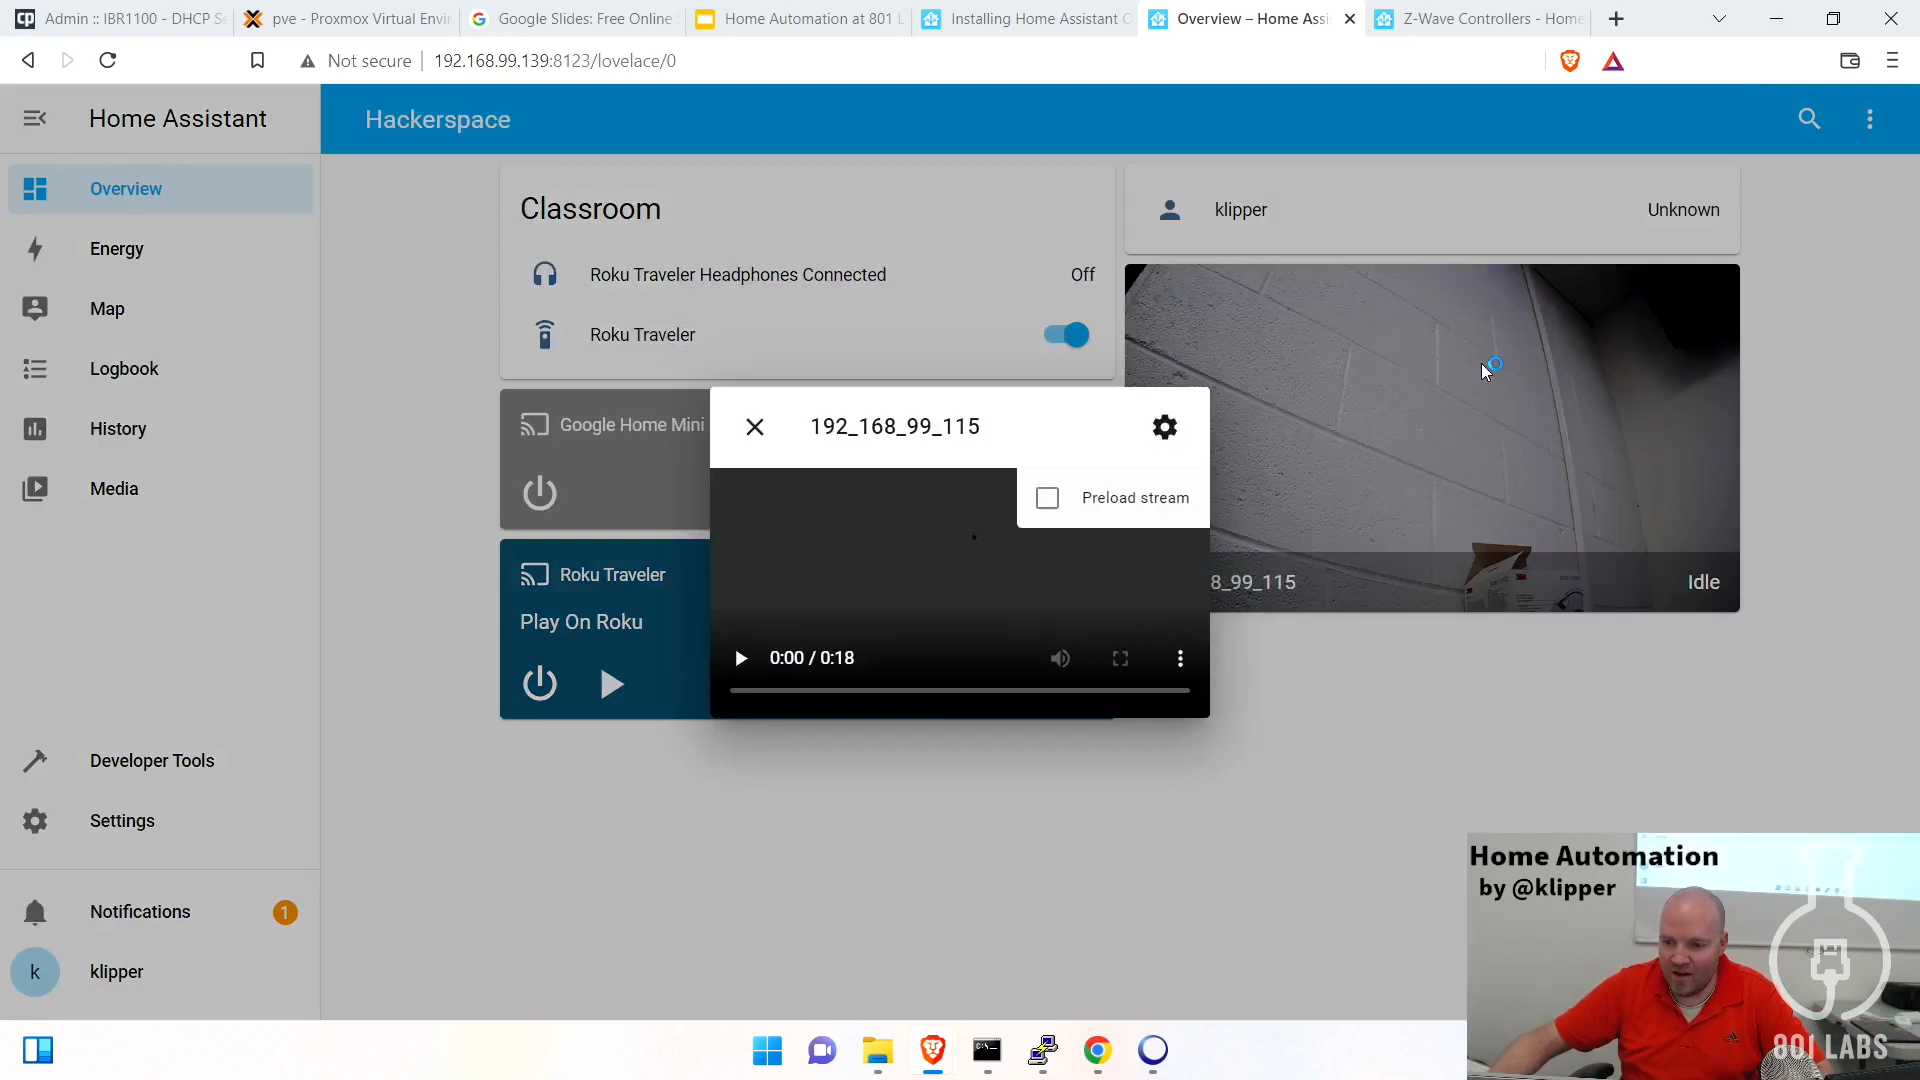 Admin :: IBR1100 - DHCP Se
pve - Proxmox Virtual Envir
Google Slides: Free Online
Home Automation at 801 L
Installing Home Assistant
Overview – Home Assi
Z-Wave Controllers - Home
Not secure
192.168.99.139:8123/lovelace/0
Home Assistant
Hackerspace
Overview
Energy
Map
Logbook
History
Media
Developer Tools
Settings
Notifications
1
k
klipper
Classroom
Roku Traveler Headphones Connected
Off
Roku Traveler
Google Home Mini
Roku Traveler
Play On Roku
klipper
Unknown
8_99_115
Idle
192_168_99_115
Preload stream
0:00 / 0:18
Home Automation
by @klipper
801 LABS